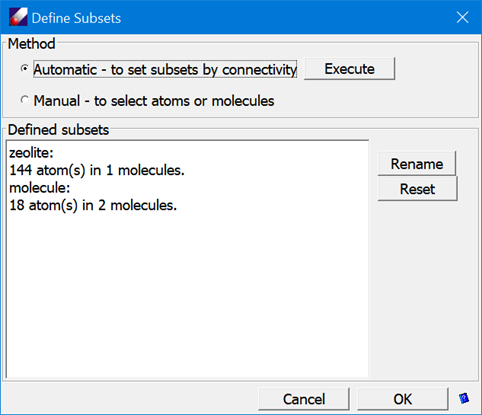 Define Subsets
Method
Automatic - to set subsets by connectivity
Execute
Manual - to select atoms or molecules
Defined subsets
zeolite:
144 atom(s) in 1 molecules.
molecule:
18 atom(s) in 2 molecules.
Rename
Reset
Cancel
OK